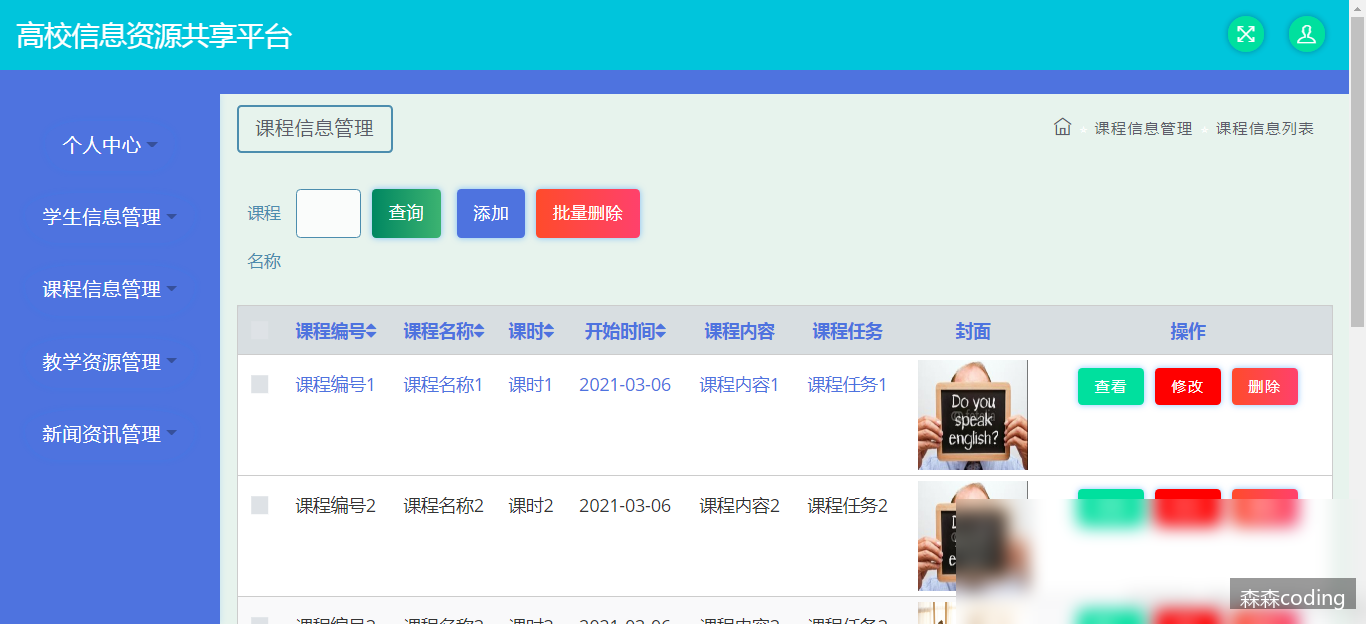 高校信息资源共享平台
个人中心
学生信息管理
课程信息管理
教学资源管理
新闻资讯管理
课程信息管理
课程信息管理 课程信息列表
课程
名称
查询 添加 批量删除
课程编号 课程名称 课时 开始时间 课程内容 课程任务 封面 操作
课程编号1 课程名称1 课时1 2021-03-06 课程内容1 课程任务1 查看 修改 删除
Do you
speak
english?
课程编号2 课程名称2 课时2 2021-03-06 课程内容2 课程任务2
森森coding